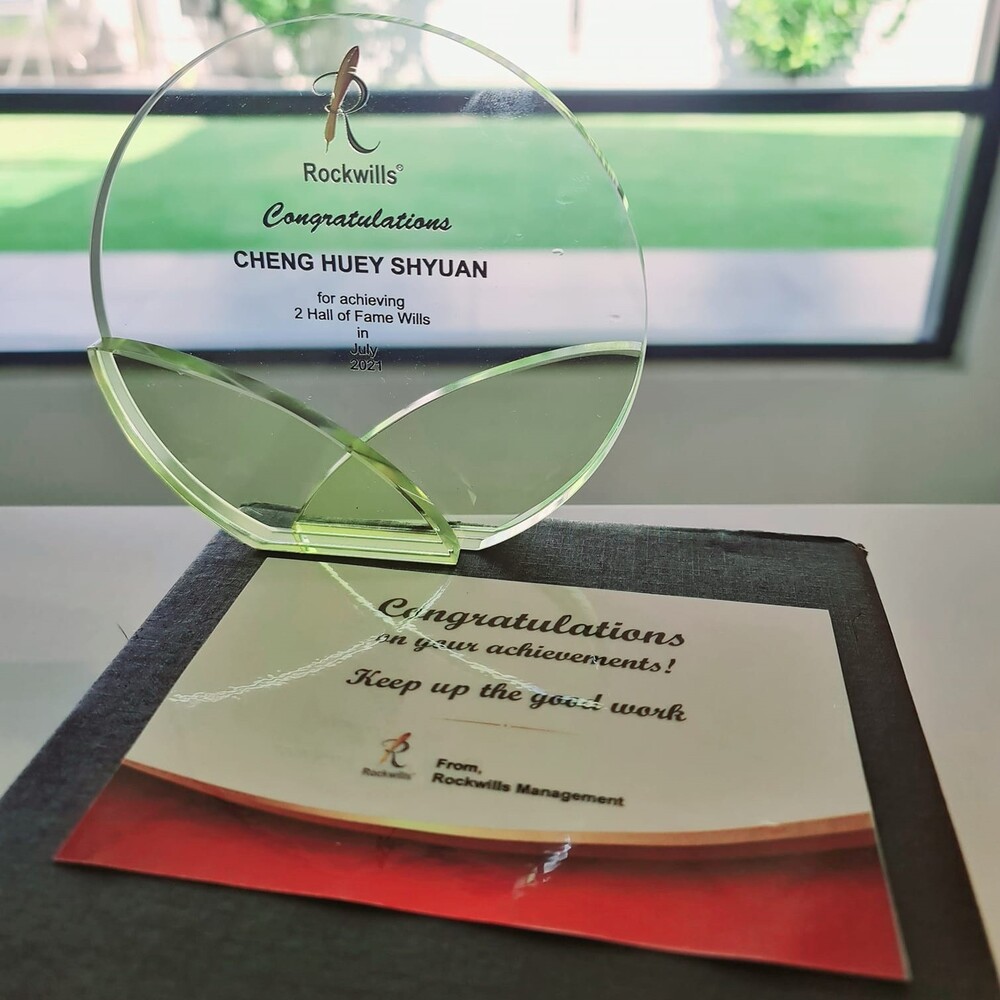 Rockwills®
Congratulations
CHENG HUEY SHYUAN
for achieving
2 Hall of Fame Wills
in
July
2021
Congratulations
on your achievements!
Keep up the good work
Rockwills
From,
Rockwills Management